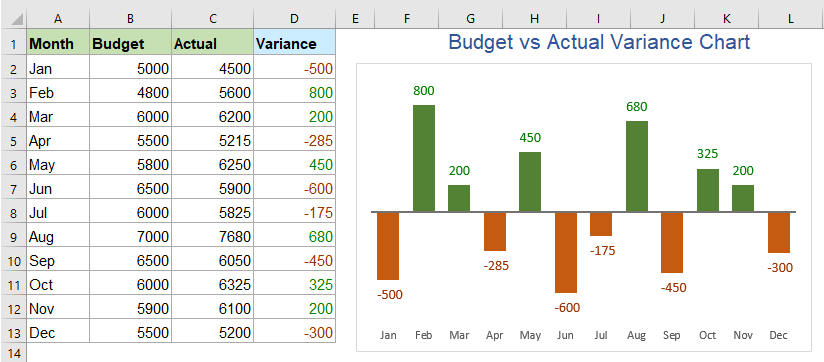 A B C D E F G H I J K L
1 Month Budget Actual Variance Budget vs Actual Variance Chart
2 Jan 5000 4500 -500
3 Feb 4800 5600 800
4 Mar 6000 6200 200
5 Apr 5500 5215 -285
6 May 5800 6250 450
7 Jun 6500 5900 -600
8 Jul 6000 5825 -175
9 Aug 7000 7680 680
10 Sep 6500 6050 -450
11 Oct 6000 6325 325
12 Nov 5900 6100 200
13 Dec 5500 5200 -300
14
800
680
450
325
200 200
-175
-285 -300
-450
-500
-600
Jan Feb Mar Apr May Jun Jul Aug Sep Oct Nov Dec